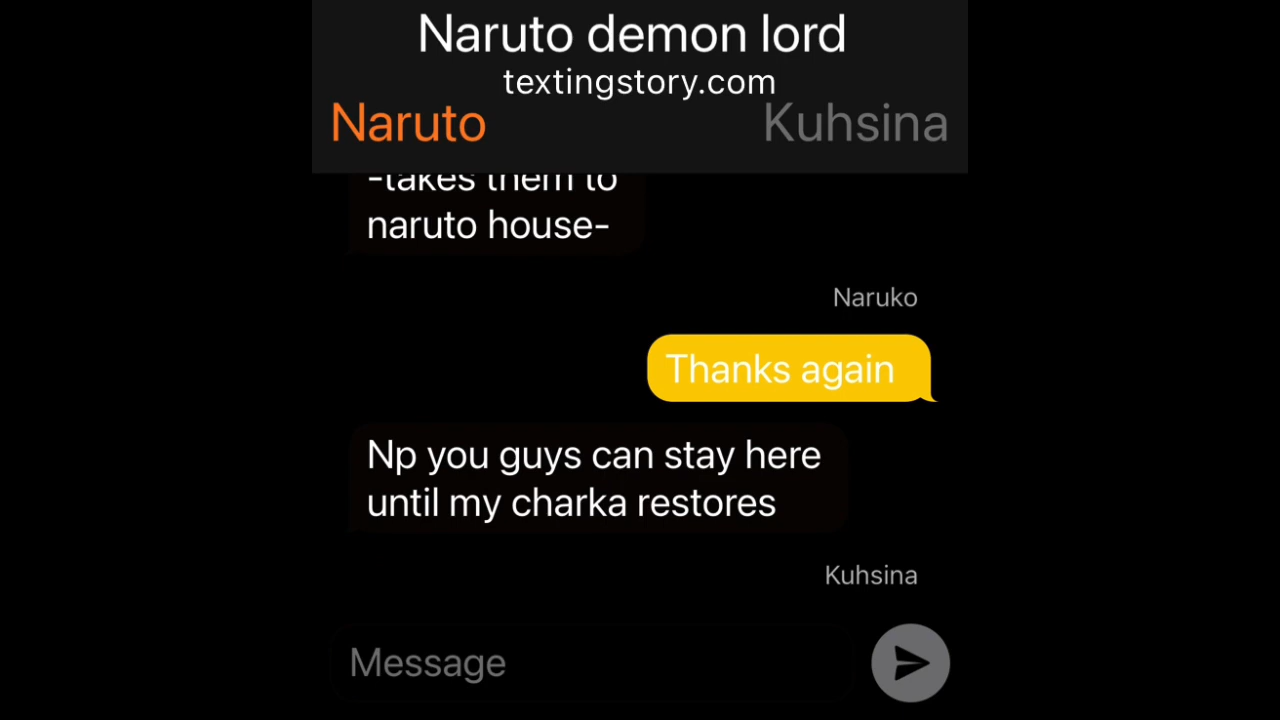 Naruto demon lord
textingstory.com
Naruto
Kuhsina
-takes them to
naruto house-
Naruko
Thanks again
Np you guys can stay here
until my charka restores
Kuhsina
Message